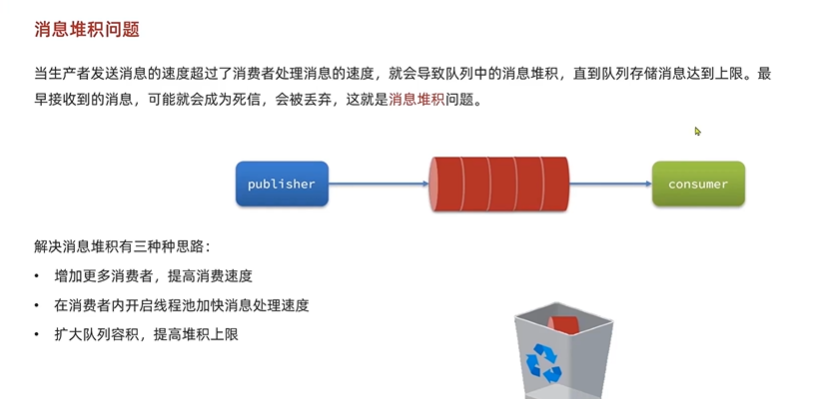 消息堆积问题
当生产者发送消息的速度超过了消费者处理消息的速度，就会导致队列中的消息堆积，直到队列存储消息达到上限。最
早接收到的消息，可能就会成为死信，会被丢弃，这就是消息堆积问题。
publisher
consumer
解决消息堆积有三种种思路：
• 增加更多消费者，提高消费速度
• 在消费者内开启线程池加快消息处理速度
• 扩大队列容积，提高堆积上限